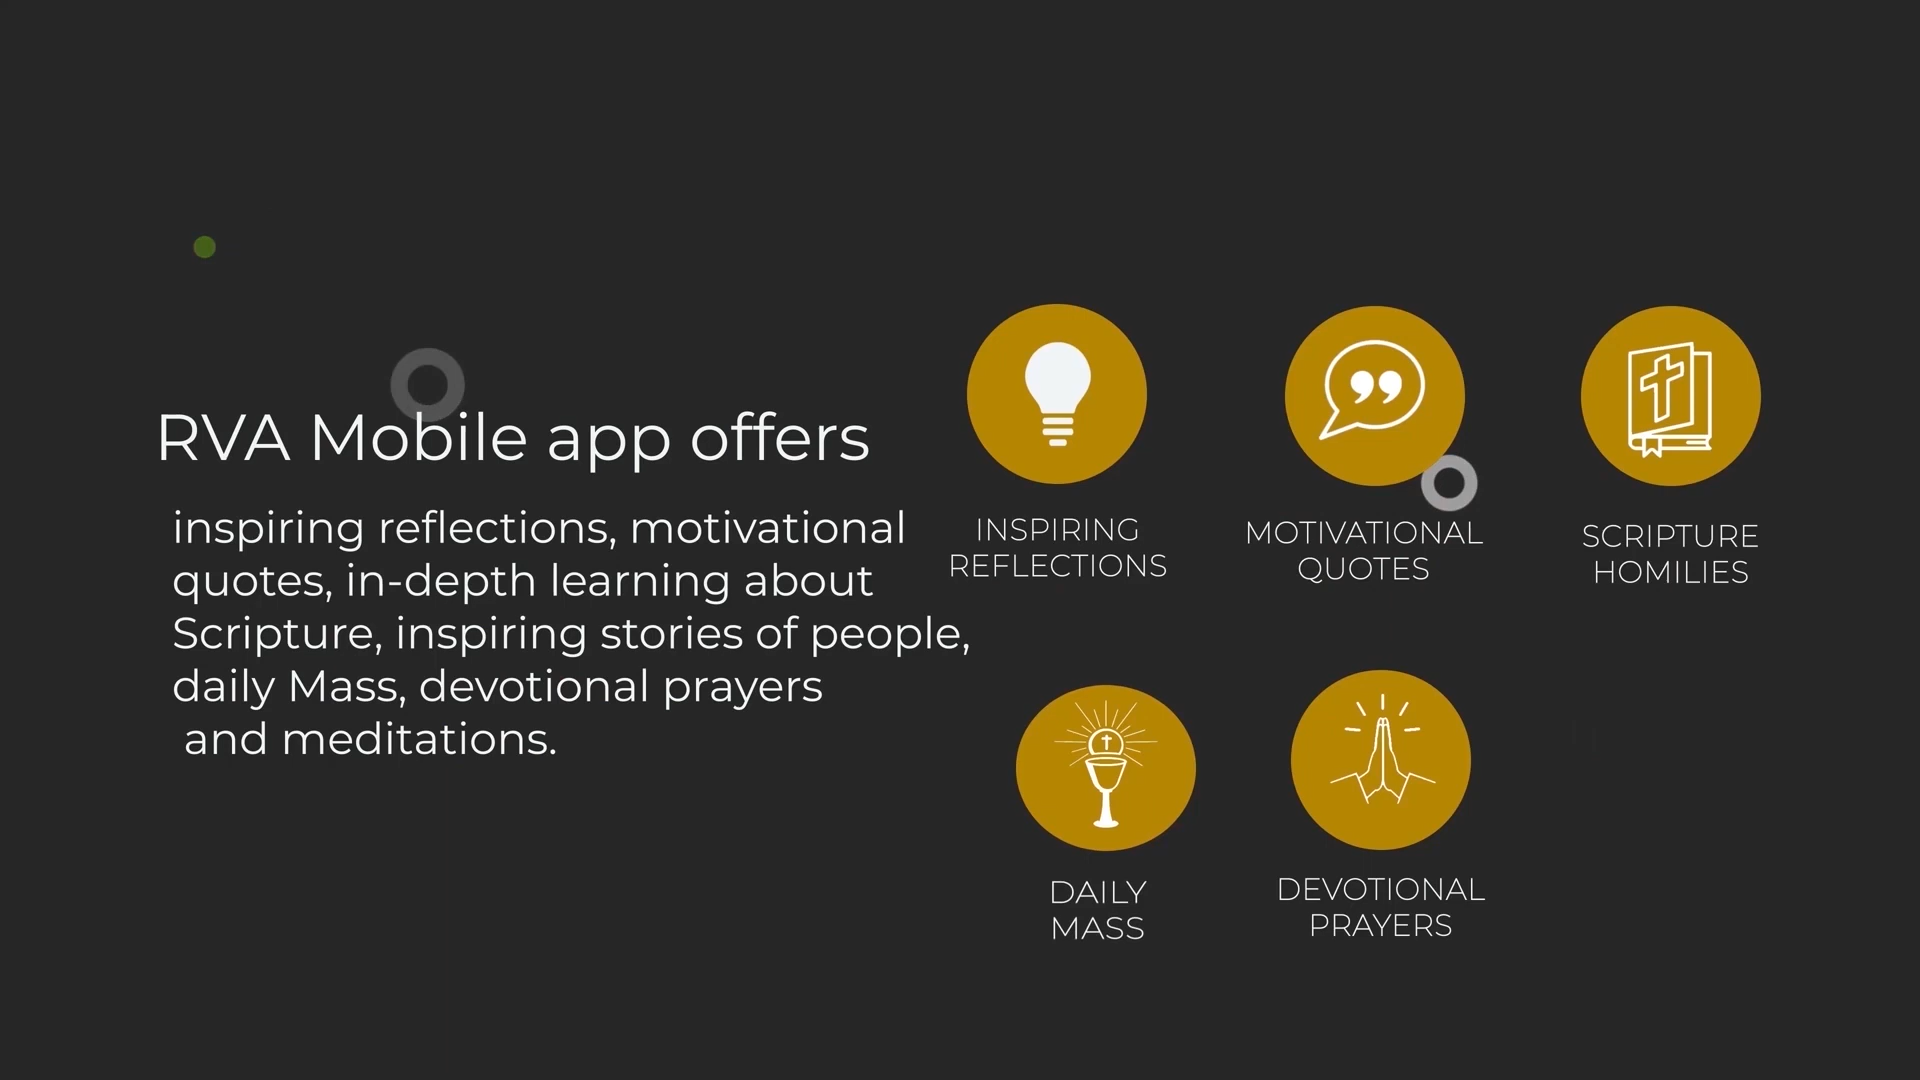 RVA Mobile app offers
inspiring reflections, motivational
quotes, in-depth learning about
Scripture, inspiring stories of people,
daily Mass, devotional prayers
and meditations.
INSPIRING
REFLECTIONS
MOTIVATIONAL
QUOTES
SCRIPTURE
HOMILIES
DAILY
MASS
DEVOTIONAL
PRAYERS